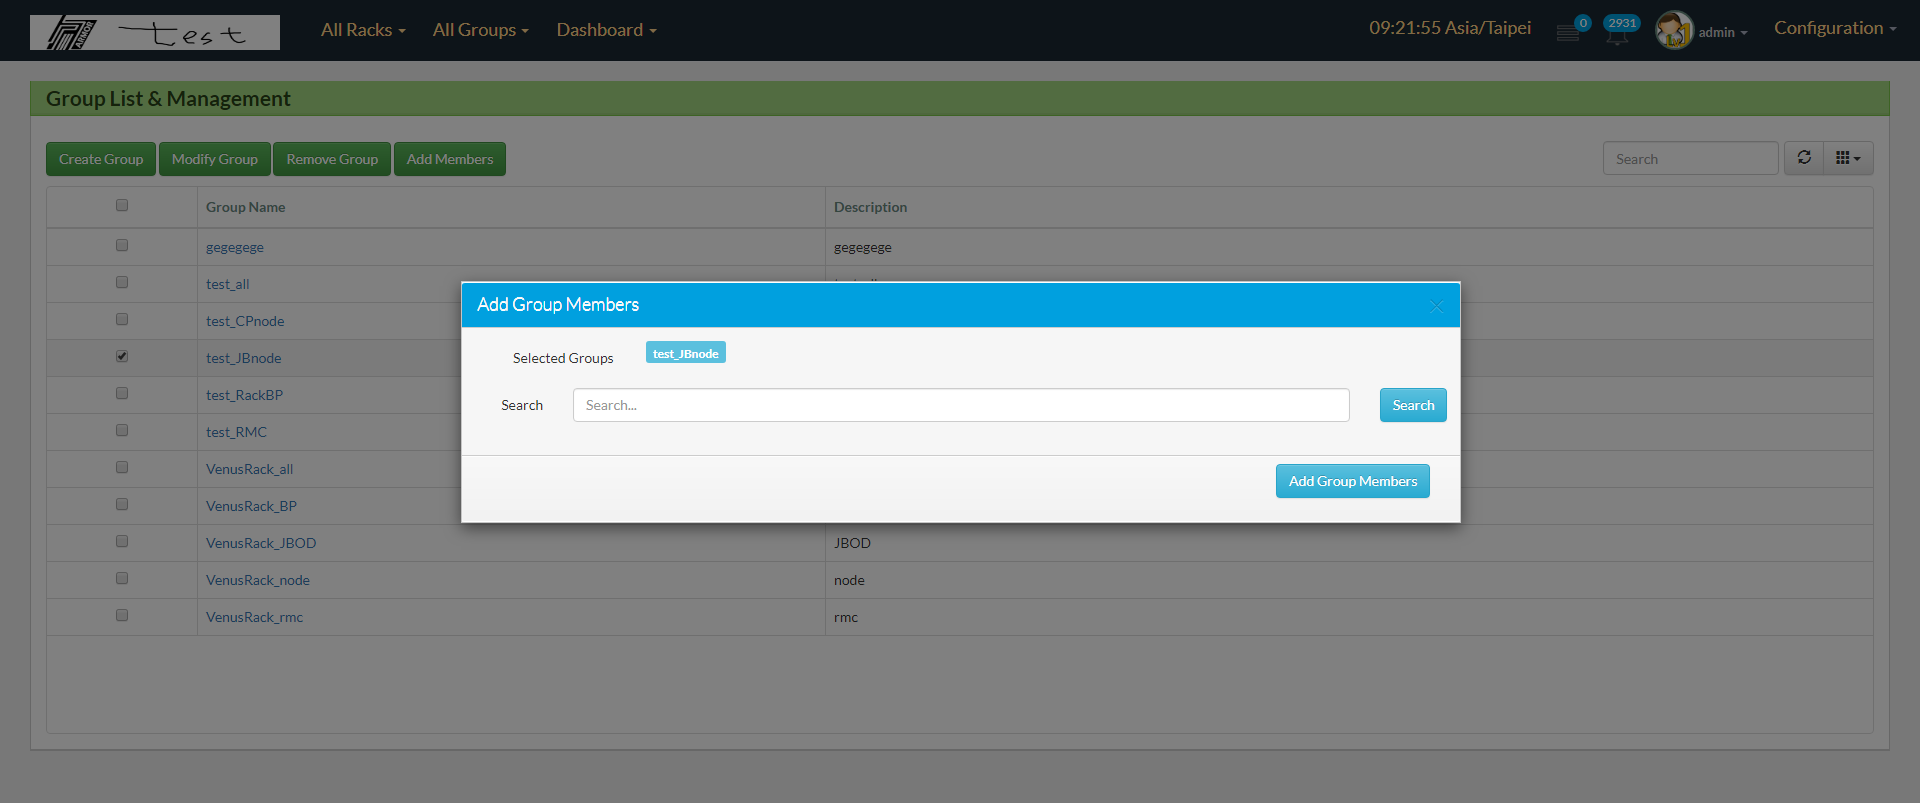 ARMOR test All Racks All Groups Dashboard 09:21:55 Asia/Taipei 0 2931 admin Configuration
Group List & Management
Create Group Modify Group Remove Group Add Members Search
Group Name Description
gegegege gegegege
test_all
test_CPnode
test_JBnode
test_RackBP
test_RMC
VenusRack_all
VenusRack_BP
VenusRack_JBOD JBOD
VenusRack_node node
VenusRack_rmc rmc
Add Group Members
Selected Groups test_JBnode
Search Search... Search
Add Group Members